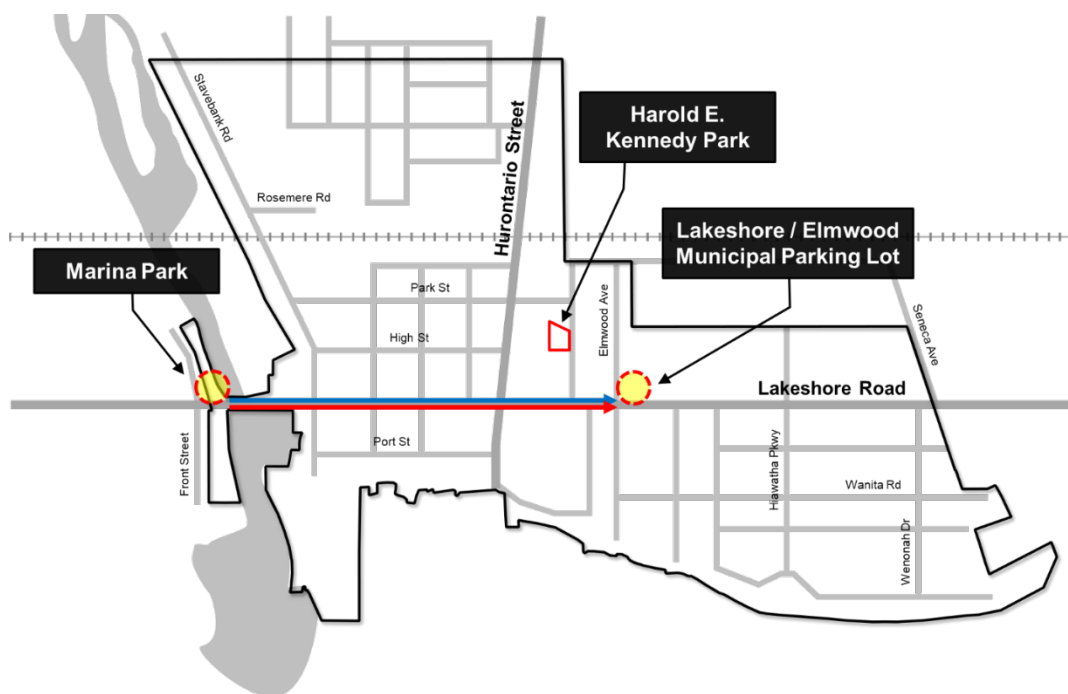 Stavebank Rd
Hurontario Street
Harold E.
Kennedy Park
Rosemere Rd
Lakeshore / Elmwood
Municipal Parking Lot
Marina Park
Park St
Elmwood Ave
Seneca Ave
High St
Lakeshore Road
Front Street
Port St
Hiawatha Pkwy
Wanita Rd
Wenonah Dr